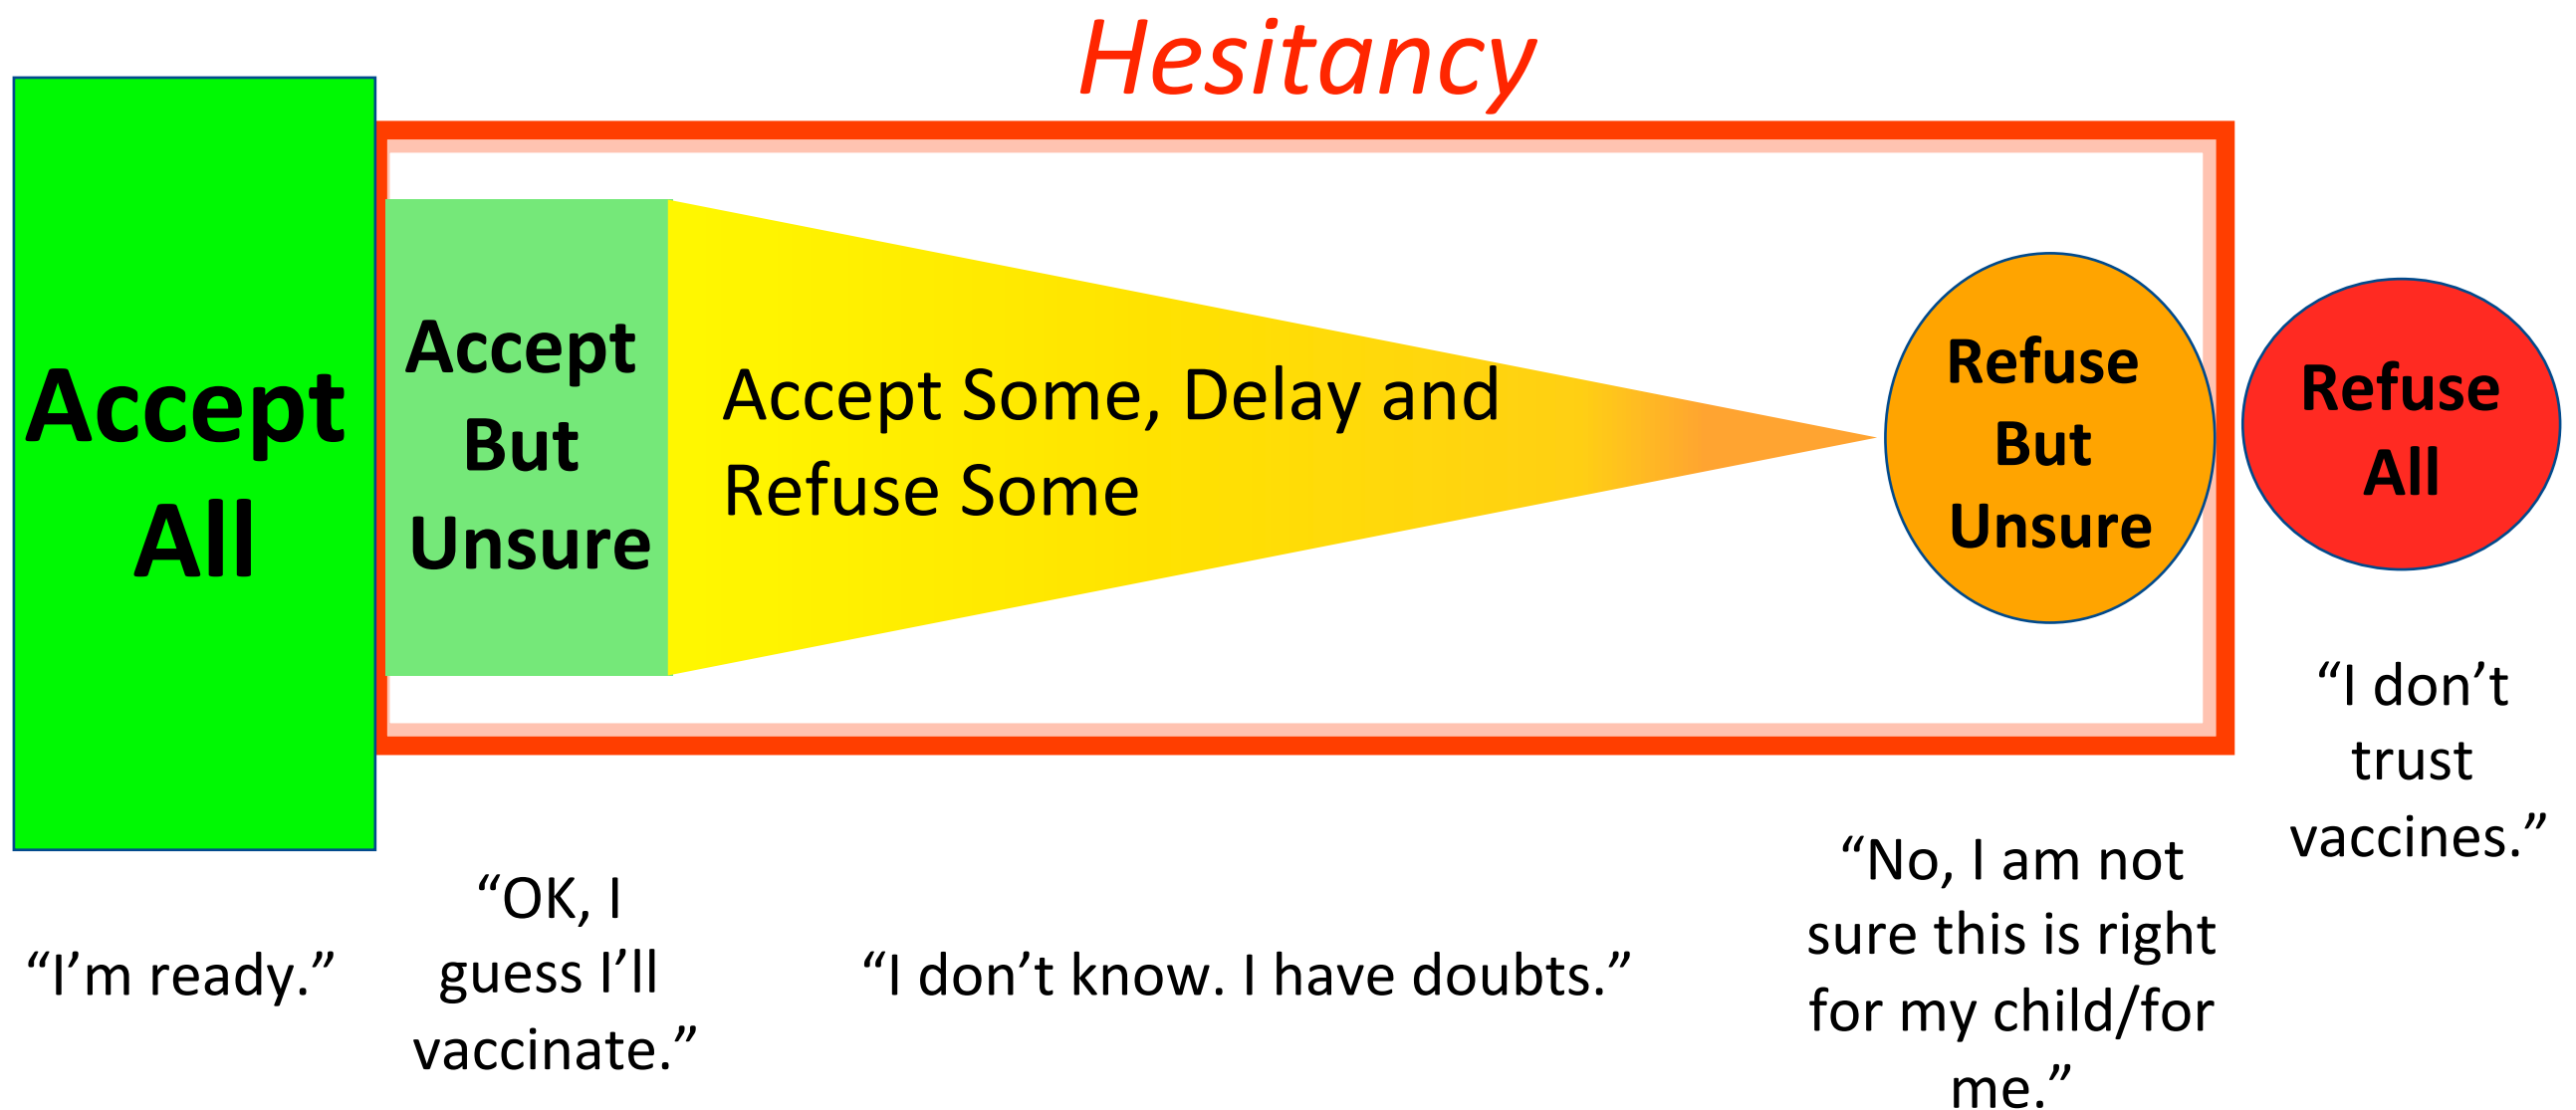 Hesitancy
Accept
All
Accept
But
Unsure
Accept Some, Delay and
Refuse Some
Refuse
But
Unsure
Refuse
All
“I’m ready.”
“OK, I
guess I’ll
vaccinate.”
“I don’t know. I have doubts.”
“No, I am not
sure this is right
for my child/for
me.”
“I don’t
trust
vaccines.”